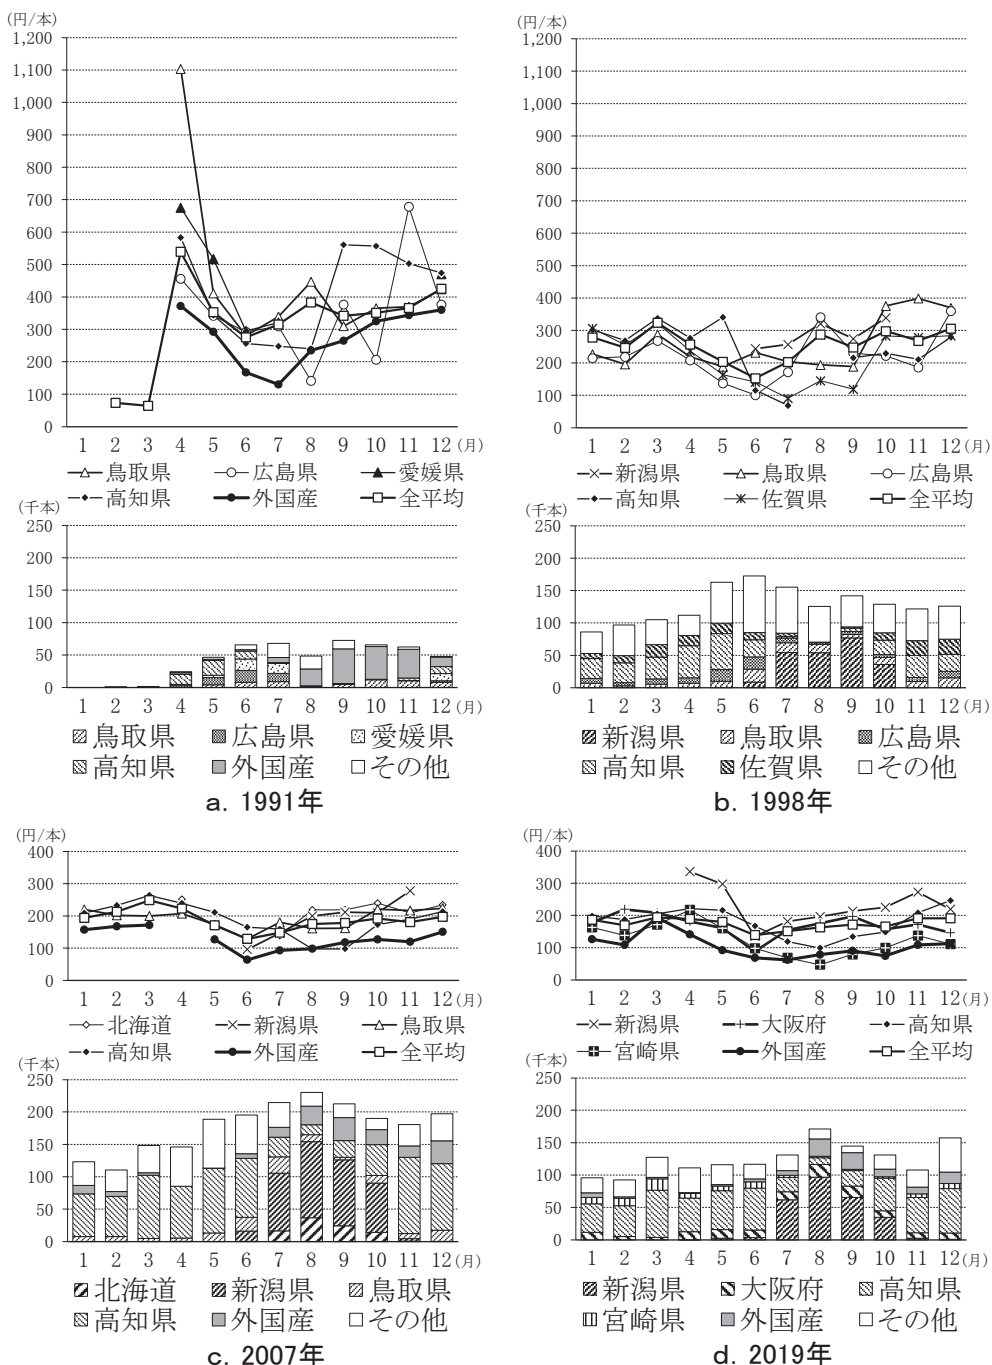 (円/本)
1,200
1,100
1,000
900
800
700
600
500
400
300
200
100
0
1 2 3 4 5 6 7 8 9 10 11 12 (月)
鳥取県 広島県 愛媛県
高知県 外国産 全平均
(千本)
250
200
150
100
50
0
1 2 3 4 5 6 7 8 9 10 11 12 (月)
鳥取県 広島県 愛媛県
高知県 外国産 その他
a. 1991年
(円/本)
1,200
1,100
1,000
900
800
700
600
500
400
300
200
100
0
1 2 3 4 5 6 7 8 9 10 11 12 (月)
新潟県 鳥取県 広島県
高知県 佐賀県 全平均
(千本)
250
200
150
100
50
0
1 2 3 4 5 6 7 8 9 10 11 12 (月)
新潟県 鳥取県 広島県
高知県 佐賀県 その他
b. 1998年
(円/本)
400
300
200
100
0
1 2 3 4 5 6 7 8 9 10 11 12 (月)
北海道 新潟県 鳥取県
高知県 外国産 全平均
(千本)
250
200
150
100
50
0
1 2 3 4 5 6 7 8 9 10 11 12 (月)
北海道 新潟県 鳥取県
高知県 外国産 その他
c. 2007年
(円/本)
400
300
200
100
0
1 2 3 4 5 6 7 8 9 10 11 12 (月)
新潟県 大阪府 高知県
宮崎県 外国産 全平均
(千本)
250
200
150
100
50
0
1 2 3 4 5 6 7 8 9 10 11 12 (月)
新潟県 大阪府 高知県
宮崎県 外国産 その他
d. 2019年